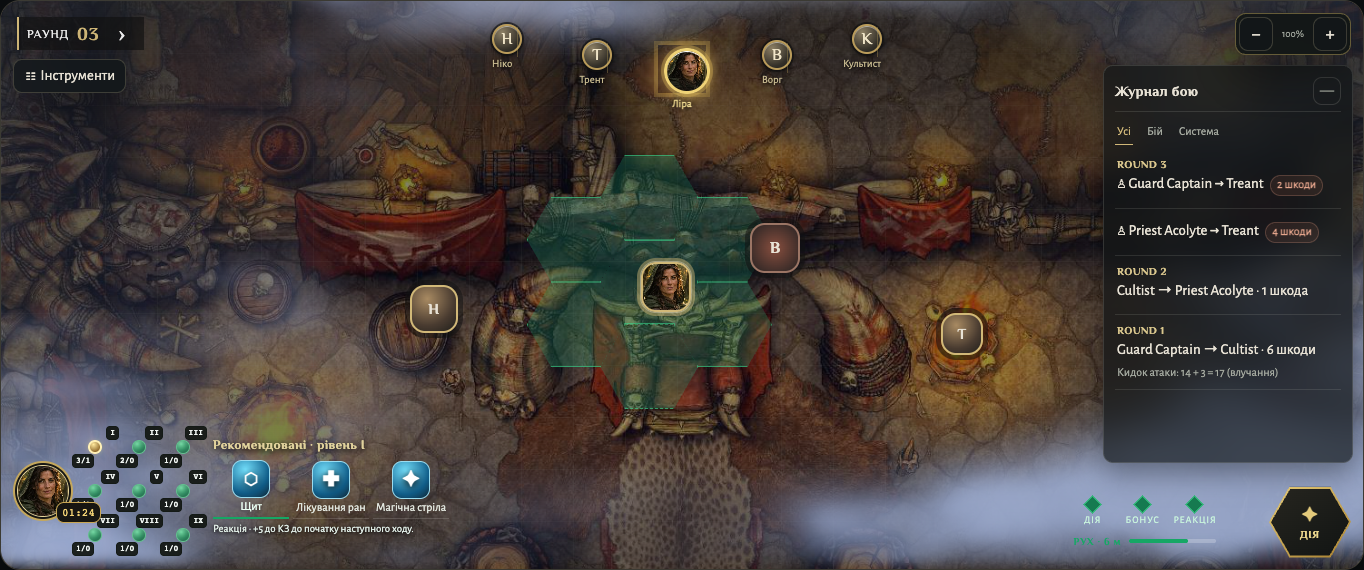 РАУНД 03 ›
Інструменти
Н
Ніко
Т
Трент
Ліра
В
Ворг
К
Культист
− 100% +
Журнал бою
Усі Бій Система
ROUND 3
♙ Guard Captain → Treant 2 шкоди
♙ Priest Acolyte → Treant 4 шкоди
ROUND 2
Cultist → Priest Acolyte · 1 шкода
ROUND 1
Guard Captain → Cultist · 6 шкоди
Кидок атаки: 14 + 3 = 17 (влучання)
В
Н
Т
I II III
3/1 2/0 1/0
IV V VI
1/0 1/0
01:24
VII VIII IX
1/0 1/0 1/0
Рекомендовані · рівень I
Щит
Лікування ран
Магічна стріла
Реакція · +5 до КЗ до початку наступного ходу.
ДІЯ БОНУС РЕАКЦІЯ
РУХ · 6
ДІЯ